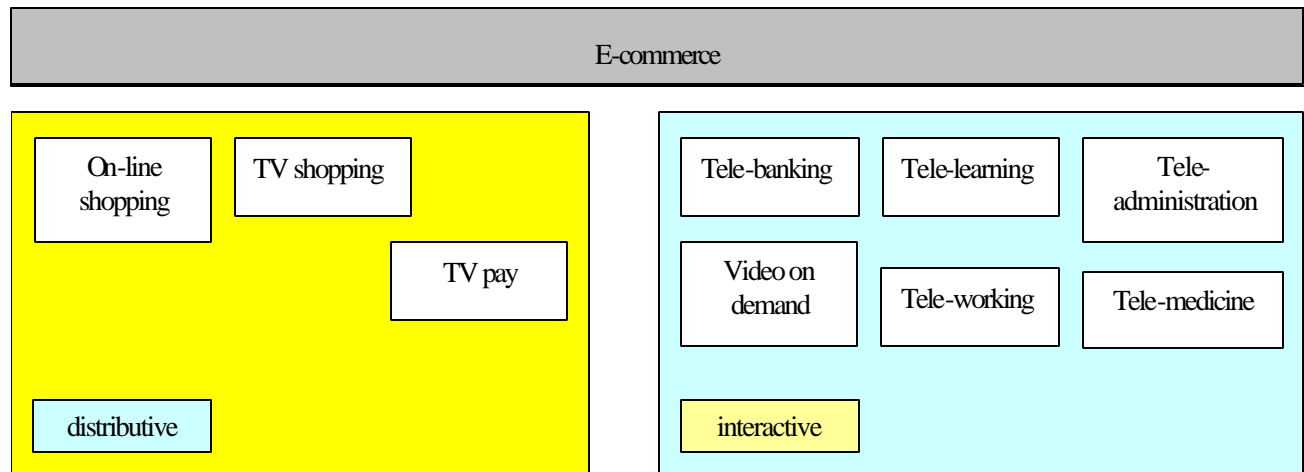 E-commerce
On-line
shopping
TV shopping
TV pay
distributive
Tele-banking
Tele-learning
Tele-
administration
Video on
demand
Tele-working
Tele-medicine
interactive